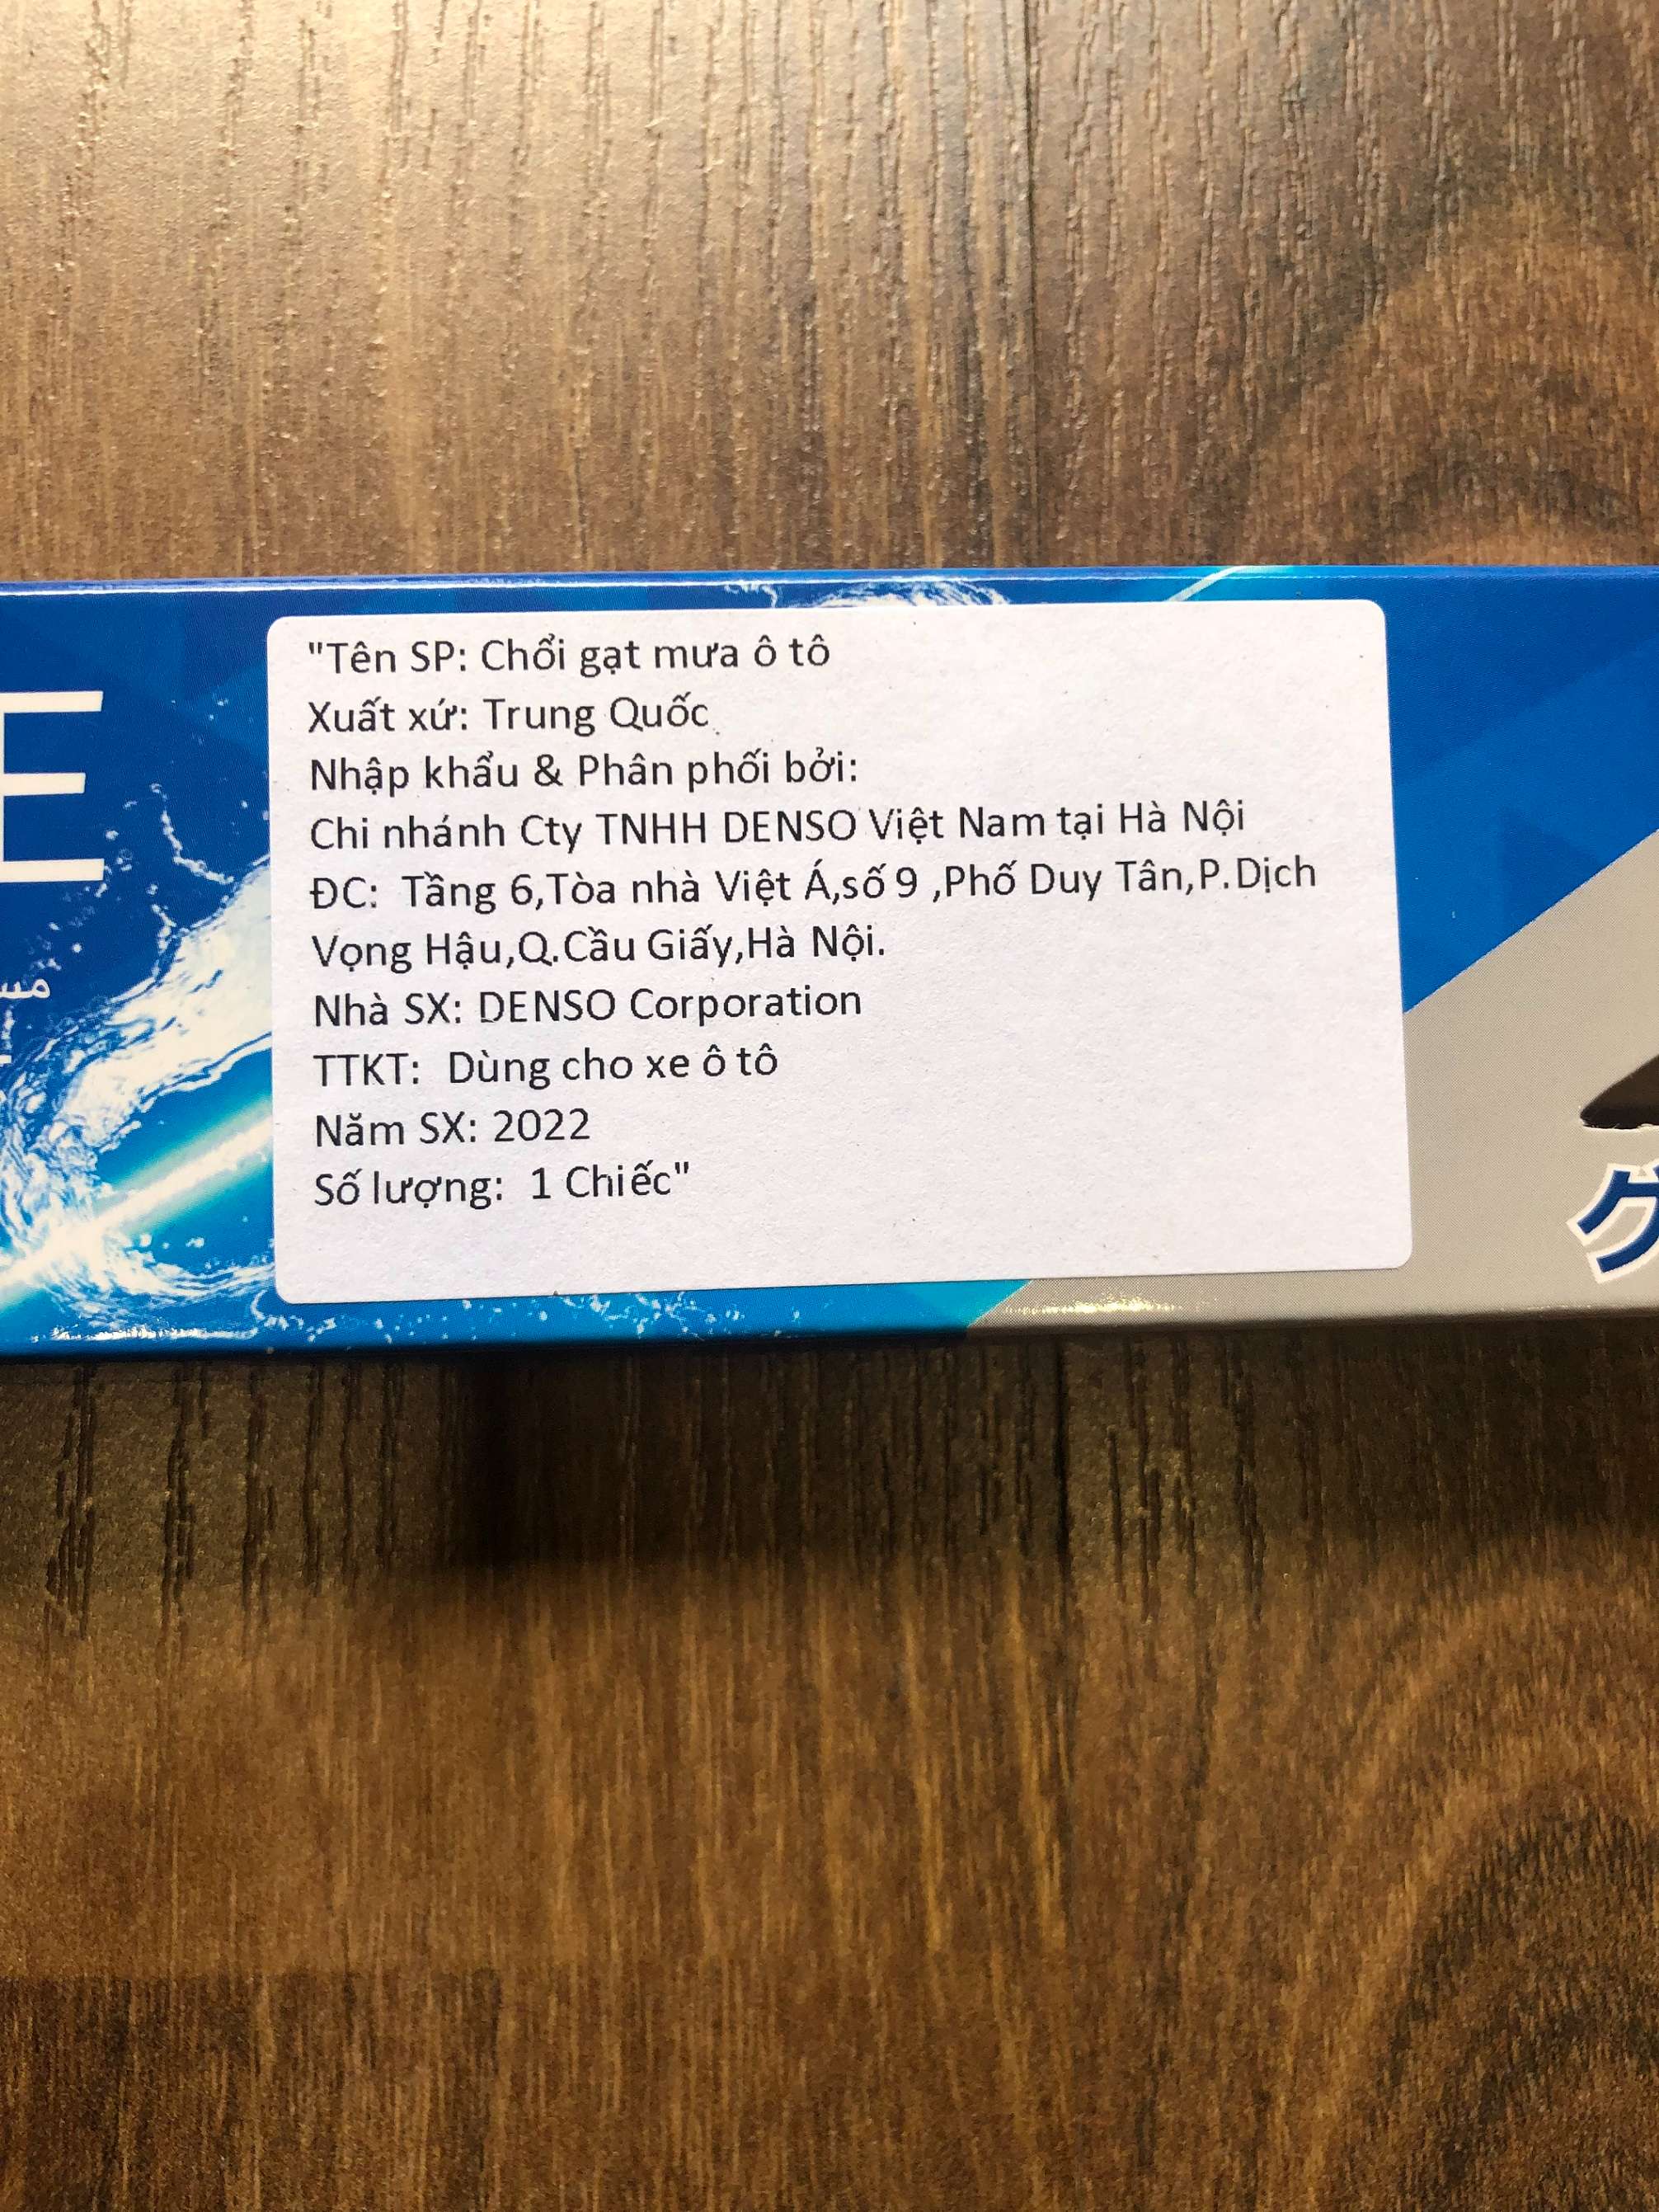 "Tên SP: Chổi gạt mưa ô tô
Xuất xứ: Trung Quốc
Nhập khẩu & Phân phối bởi:
Chi nhánh Cty TNHH DENSO Việt Nam tại Hà Nội
ĐC:  Tầng 6,Tòa nhà Việt Á,số 9 ,Phố Duy Tân,P.Dịch
Vọng Hậu,Q.Cầu Giấy,Hà Nội.
Nhà SX: DENSO Corporation
TTKT:  Dùng cho xe ô tô
Năm SX: 2022
Số lượng:  1 Chiếc"
E
グ